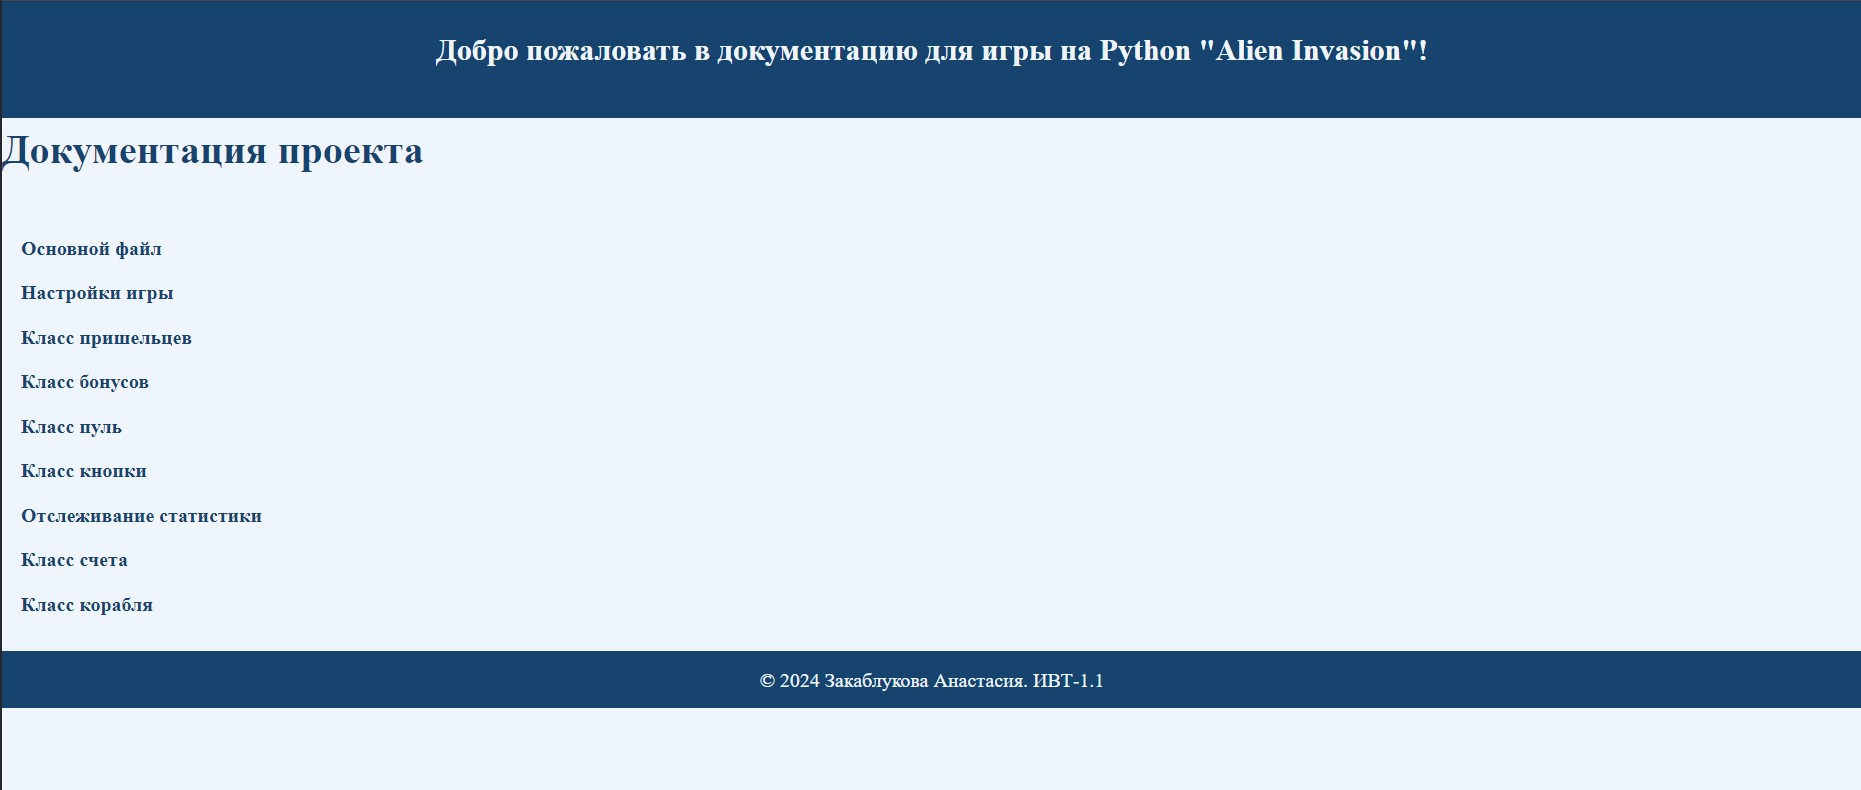 Добро пожаловать в документацию для игры на Python "Alien Invasion"!
Документация проекта
Основной файл
Настройки игры
Класс пришельцев
Класс бонусов
Класс пуль
Класс кнопки
Отслеживание статистики
Класс счета
Класс корабля
© 2024 Закаблукова Анастасия. ИВТ-1.1